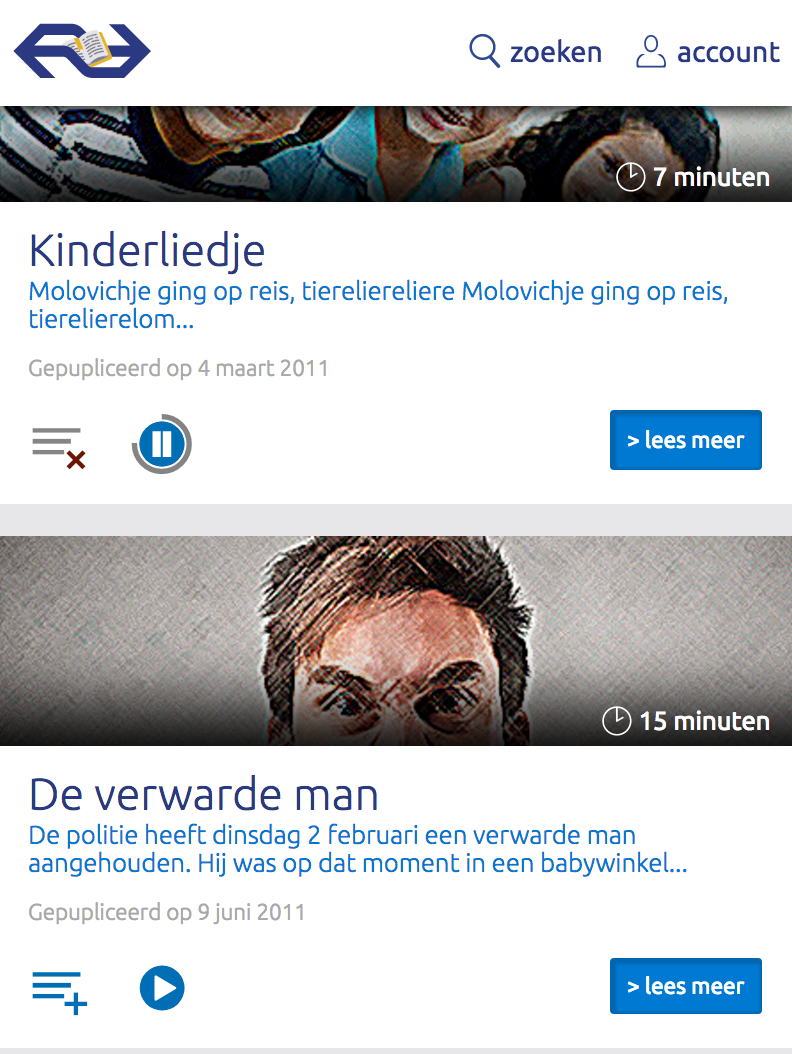 zoeken
account
7 minuten
Kinderliedje
Molovichje ging op reis, tiereliereliere Molovichje ging op reis,
tierelierelom...
Gepupliceerd op 4 maart 2011
> lees meer
15 minuten
De verwarde man
De politie heeft dinsdag 2 februari een verwarde man
aangehouden. Hij was op dat moment in een babywinkel...
Gepupliceerd op 9 juni 2011
> lees meer